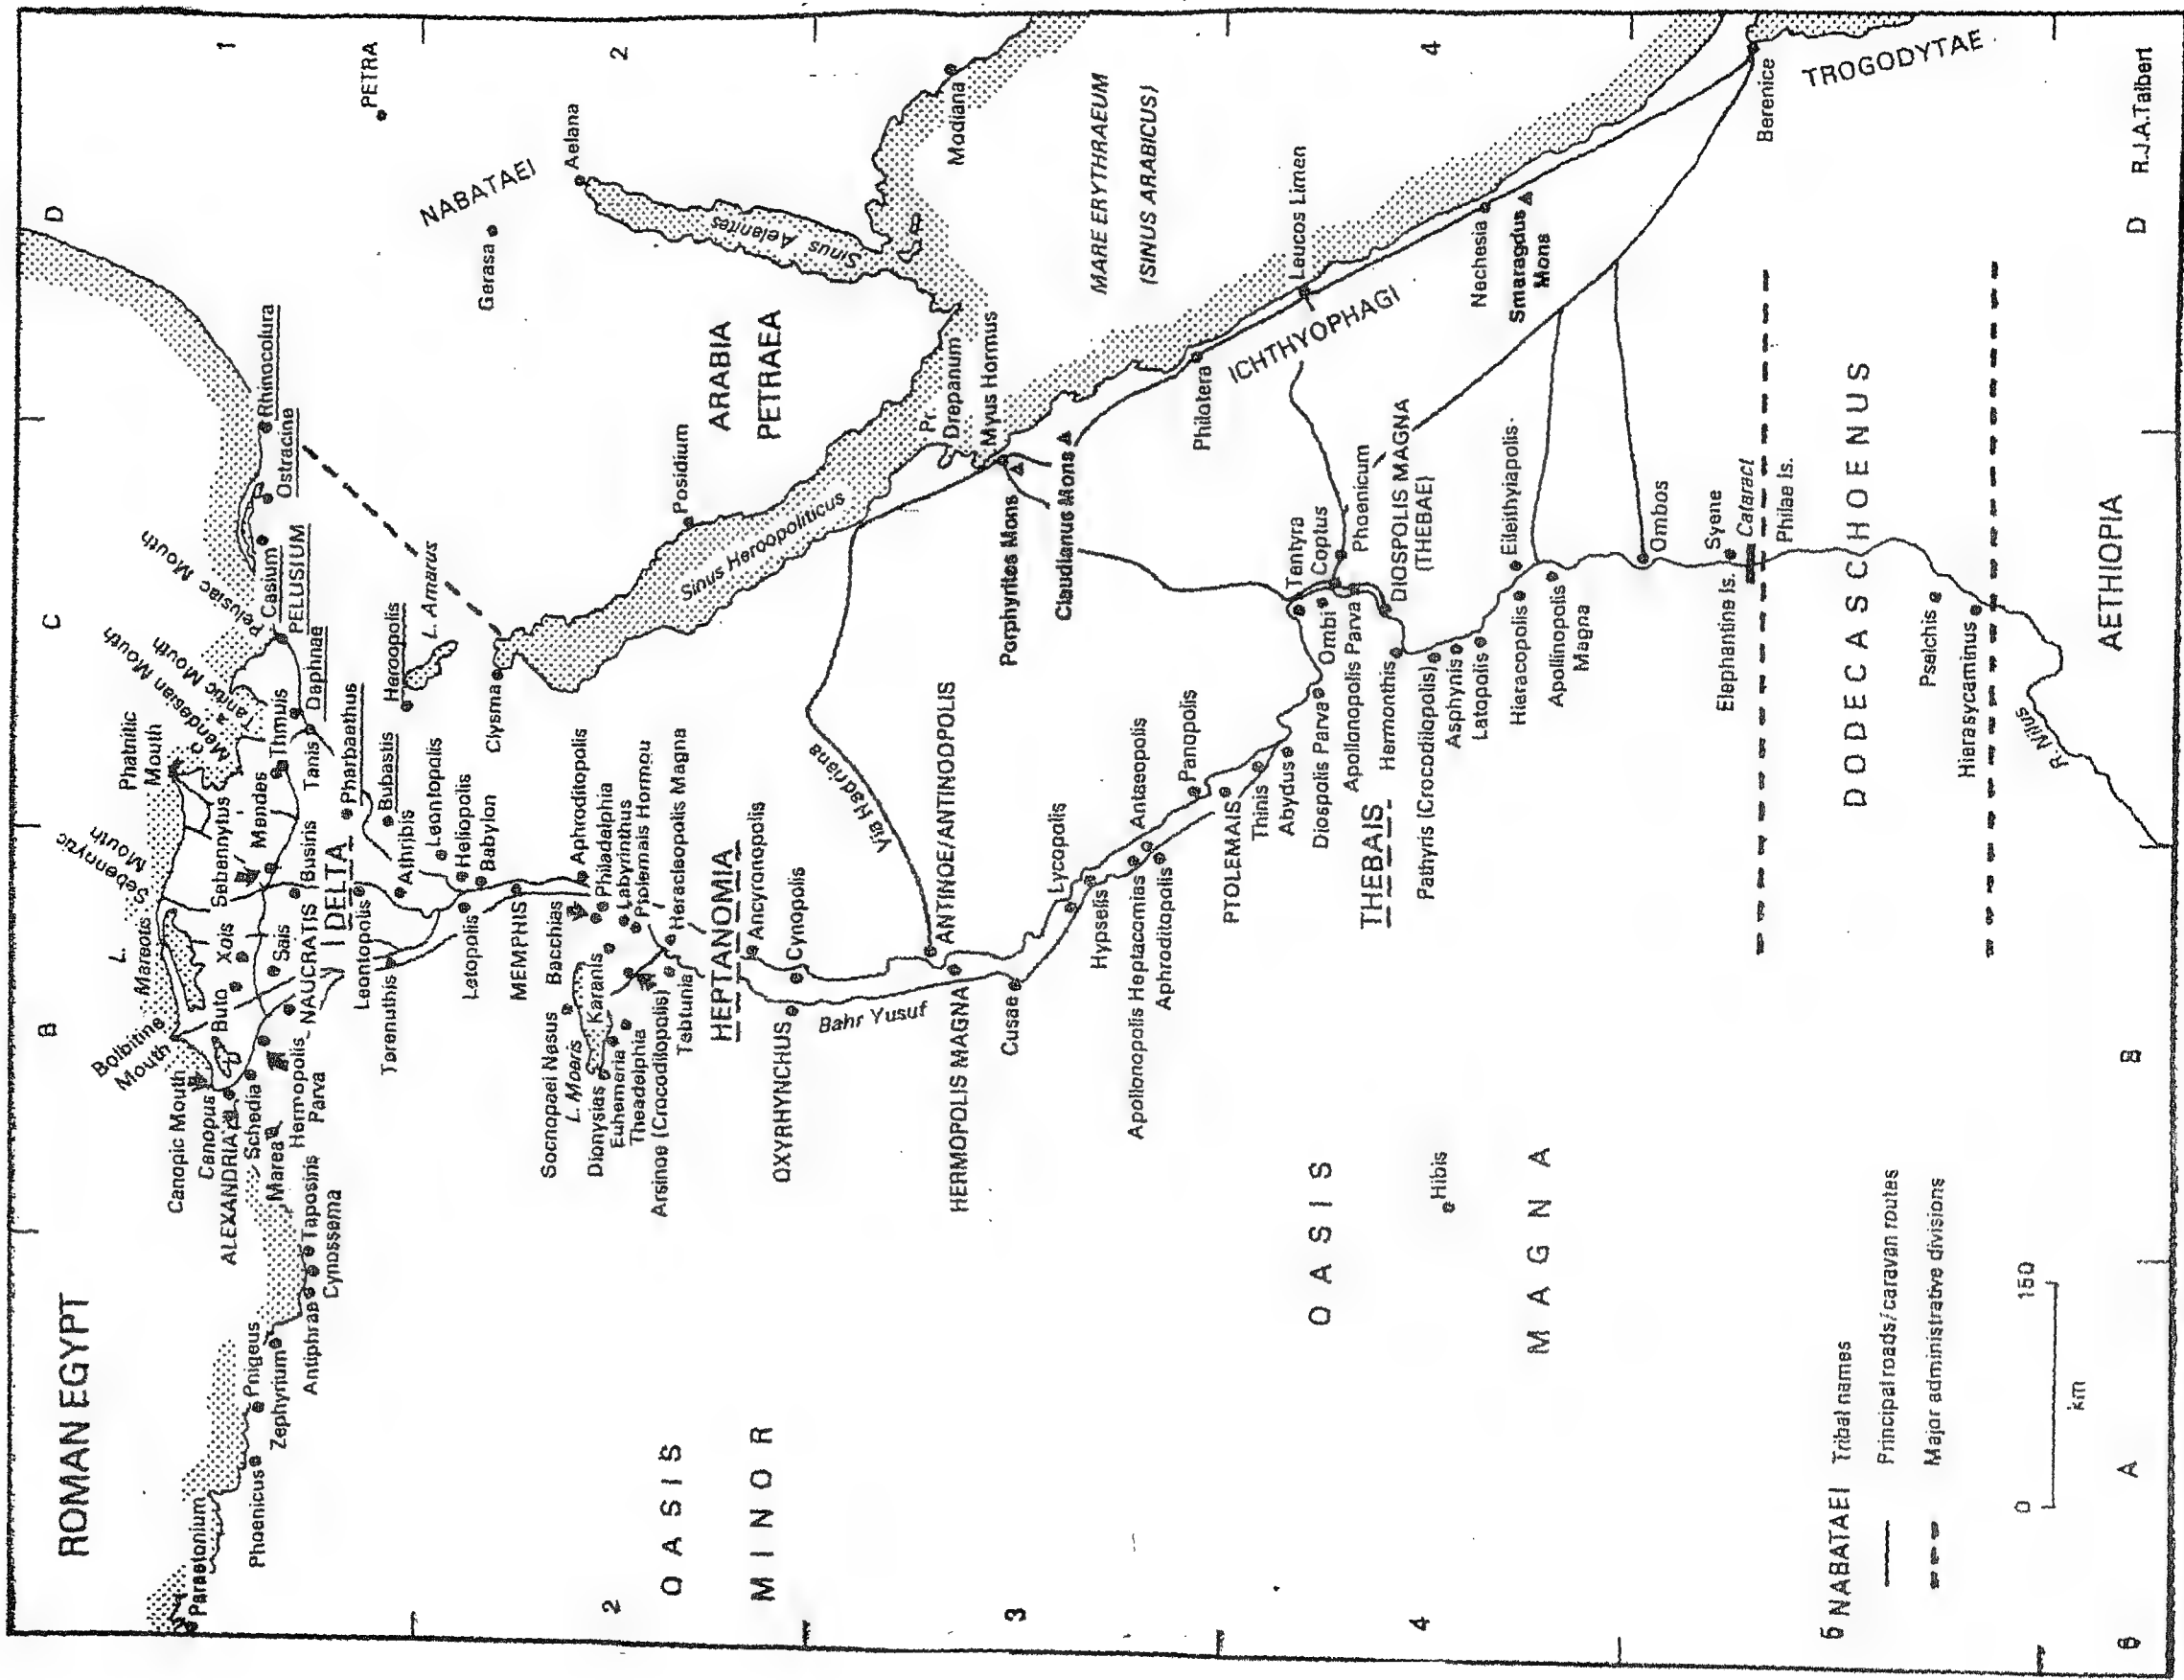 ROMAN EGYPT
A
B
C
D
1
2
3
4
Paraetonium
Phoenicus
Pnigeus
Zephyrium
Antiphrae
Cynossema
Taposiris
Marea
Schedia
ALEXANDRIA
Canopus
Canopic Mouth
Hermopolis
Parva
Bolbitine
Mouth
L.
Mareotis
Sebennytic
Mouth
Phatnitic
Mouth
Mendesian Mouth
Tanitic Mouth
Pelusiac Mouth
Buto
Xois
Sais
NAUCRATIS
Sebennytus
Busiris
Mendes
Thmuis
Tanis
Daphnae
PELUSIUM
Casium
Ostracine
Rhinocolura
DELTA
Pharbaethus
Bubastis
Heroopolis
L. Amarus
Leontopolis
Terenuthis
Athribis
Leontopolis
Heliopolis
Babylon
Letopolis
MEMPHIS
Clysma
PETRA
NABATAEI
Gerasa
Aelana
Sinus Aelanites
Modiana
ARABIA
PETRAEA
Posidium
Sinus Heroopoliticus
Pr.
Drepanum
Myus Hormus
MARE ERYTHRAEUM
(SINUS ARABICUS)
Socnopaei Nesus
L. Moeris
Bacchias
Karanis
Dionysias
Euhemeria
Theadelphia
Arsinoe (Crocodilopolis)
Tebtunis
Aphroditopolis
Philadelphia
Labyrinthus
Ptolemais Hormou
Heracleopolis Magna
HEPTANOMIA
Ancyronopolis
Cynopolis
OXYRHYNCHUS
Bahr Yusuf
OASIS
MINOR
Via Hadriana
ANTINOE/ANTINOOPOLIS
HERMOPOLIS MAGNA
Cusae
Lycopolis
Hypselis
Apollonopolis Heptacomias
Aphroditopolis
Antaeopolis
Panopolis
PTOLEMAIS
Thinis
Abydus
Diospolis Parva
Porphyrites Mons
Claudianus Mons
Philotera
Leucos Limen
ICHTHYOPHAGI
Nechesia
Smaragdus
Mons
Berenice
TROGODYTAE
Tentyra
Ombi
Coptus
Apollonopolis Parva
Phoenicum
DIOSPOLIS MAGNA
(THEBAE)
Hermonthis
THEBAIS
Pathyris (Crocodilopolis)
Asphynis
Latopolis
Hieracopolis
Eileithyiapolis
Apollinopolis
Magna
Ombos
Syene
Elephantine Is.
Cataract
Philae Is.
OASIS
MAGNA
Hibis
DODECASCHOENUS
Pselchis
Hierasycaminus
R. Nilus
AETHIOPIA
NABATAEI Tribal names
Principal roads/caravan routes
Major administrative divisions
0 150
km
1
2
4
A
B
D
R.J.A.Talbert